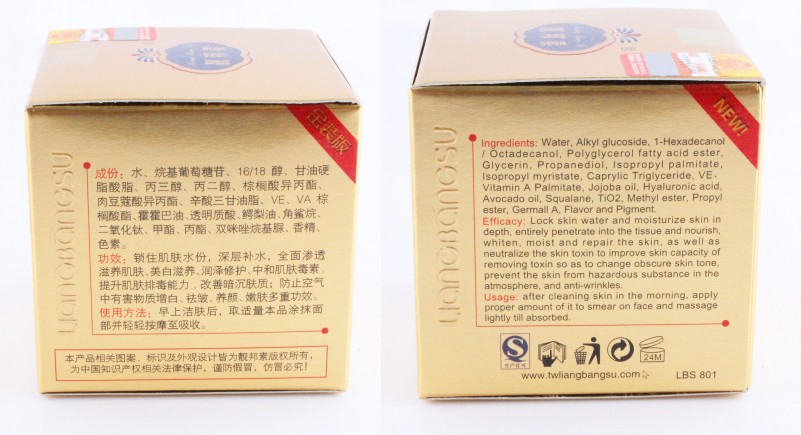 金装版
LIANGBANGSU
成份：水、烷基葡萄糖苷、16/18 醇、甘油硬
脂酸脂、丙三醇、丙二醇、棕榈酸异丙酯、
肉豆蔻酸异丙酯、辛酸三甘油脂、VE、VA 棕
榈酸酯、霍霍巴油、透明质酸、鳄梨油、角鲨烷、
二氧化钛、甲酯、丙酯、双咪唑烷基脲、香精、
色素。
功效：锁住肌肤水份，深层补水，全面渗透
滋养肌肤、美白滋养、润泽修护、中和肌肤毒素、
提升肌肤排毒能力、改善暗沉肤质；防止空气
中有害物质增白、祛皱、养颜、嫩肤多重功效。
使用方法：早上洁肤后，取适量本品涂抹面
部并轻轻按摩至吸收。
本产品相关图案、标识及外观设计皆为靓邦素版权所有，
为中国知识产权相关法律保护，谨防假冒，仿冒必究！
NEW!
LIANGBANGSU
Ingredients: Water, Alkyl glucoside, 1-Hexadecanol
/ Octadecanol, Polyglycerol fatty acid ester,
Glycerin, Propanediol, Isopropyl palmitate,
Isopropyl myristate, Caprylic Triglyceride, VE、
Vitamin A Palmitate, Jojoba oil, Hyaluronic acid,
Avocado oil, Squalane, TiO2, Methyl ester, Propyl
ester, Germall A, Flavor and Pigment.
Efficacy: Lock skin water and moisturize skin in
depth, entirely penetrate into the tissue and nourish,
whiten, moist and repair the skin, as well as
neutralize the skin toxin to improve skin capacity of
removing toxin so as to change obscure skin tone,
prevent the skin from hazardous substance in the
atmosphere, and anti-wrinkles.
Usage: after cleaning skin in the morning, apply
proper amount of it to smear on face and massage
lightly till absorbed.
24M
www.twliangbangsu.com
LBS 801